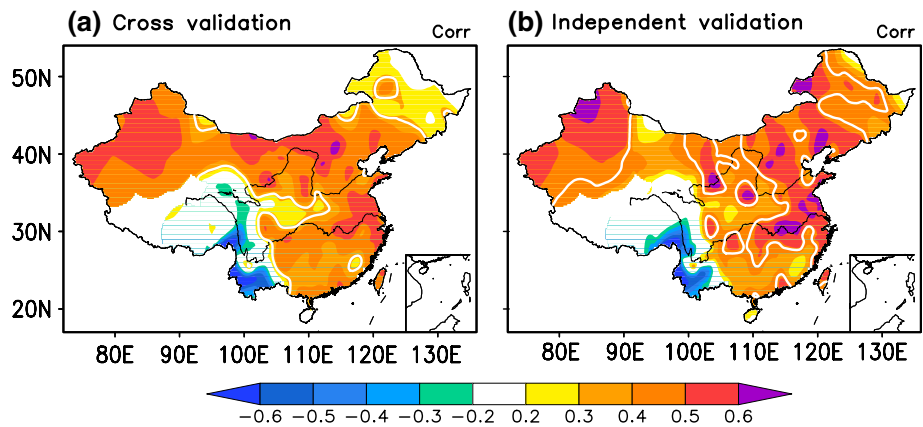 (a) Cross validation Corr
(b) Independent validation Corr
50N
40N
30N
20N
80E 90E 100E 110E 120E 130E
80E 90E 100E 110E 120E 130E
−0.6 −0.5 −0.4 −0.3 −0.2 0.2 0.3 0.4 0.5 0.6